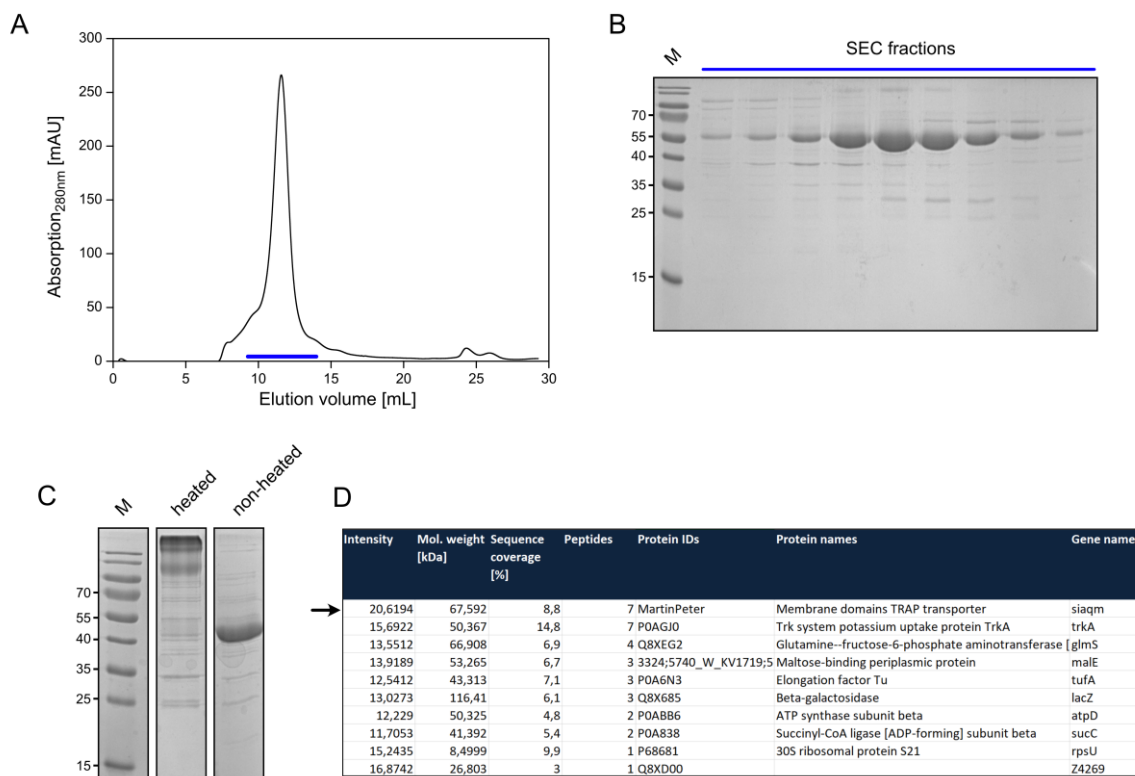 A
300
250
200
150
100
50
0
Absorption280nm [mAU]
0 5 10 15 20 25 30
Elution volume [mL]
B
SEC fractions
M
70
55
40
35
25
15
C
M heated non-heated
70
55
40
35
25
15
D
Intensity Mol. weight [kDa] Sequence coverage [%] Peptides Protein IDs Protein names Gene name
20,6194 67,592 8,8 7 MartinPeter Membrane domains TRAP transporter siaqm
15,6922 50,367 14,8 7 P0AGJ0 Trk system potassium uptake protein TrkA trkA
13,5512 66,908 6,9 4 Q8XEG2 Glutamine--fructose-6-phosphate aminotransferase [ glmS
13,9189 53,265 6,7 3 3324;5740_W_KV1719;5 Maltose-binding periplasmic protein malE
12,5412 43,313 7,1 3 P0A6N3 Elongation factor Tu tufA
13,0273 116,41 6,1 3 Q8X685 Beta-galactosidase lacZ
12,229 50,325 4,8 2 P0ABB6 ATP synthase subunit beta atpD
11,7053 41,392 5,4 2 P0A838 Succinyl-CoA ligase [ADP-forming] subunit beta sucC
15,2435 8,4999 9,9 1 P68681 30S ribosomal protein S21 rpsU
16,8742 26,803 3 1 Q8XD00 Z4269